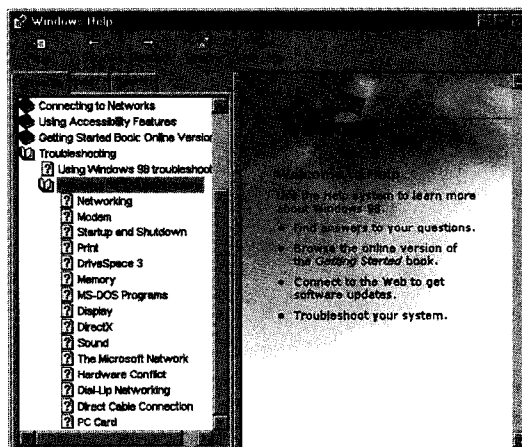 Windows Help
Connecting to Networks
Using Accessibility Features
Getting Started Book: Online Version
Troubleshooting
Using Windows 98 troubleshoot
Networking
Modem
Startup and Shutdown
Print
DriveSpace 3
Memory
MS-DOS Programs
Display
DirectX
Sound
The Microsoft Network
Hardware Conflict
Dial-Up Networking
Direct Cable Connection
PC Card
Use the Help system to learn more
about Windows 98.
• Find answers to your questions.
• Browse the online version of
the Getting Started book.
• Connect to the Web to get
software updates.
• Troubleshoot your system.